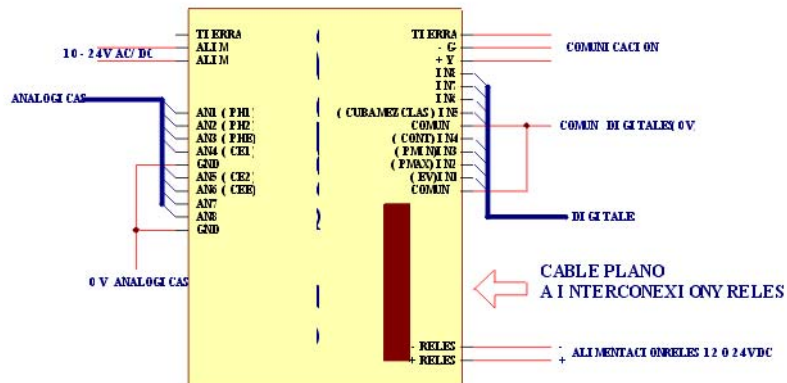 TIERRA
ALIM
ALIM
10-24V AC/DC
ANALOGICAS
AN1 (PH1)
AN2 (PH2)
AN3 (PHE)
AN4 (CE1)
GND
AN5 (CE2)
AN6 (CEE)
AN7
AN8
GND
0V ANALOGICAS
TIERRA
- G
+ Y
COMUNICACION
IN8
IN7
IN6
(CUBAMEZCLAS) IN5
COMUN
COMUN DIGITALES(0V)
(CONT) IN4
(PMIN) IN3
(PMAX) IN2
(EV) IN1
COMUN
DIGITALE
CABLE PLANO
A INTERCONEXION Y RELES
- RELES
+ RELES
-
+
ALIMENTACION RELES 12 0 24VDC